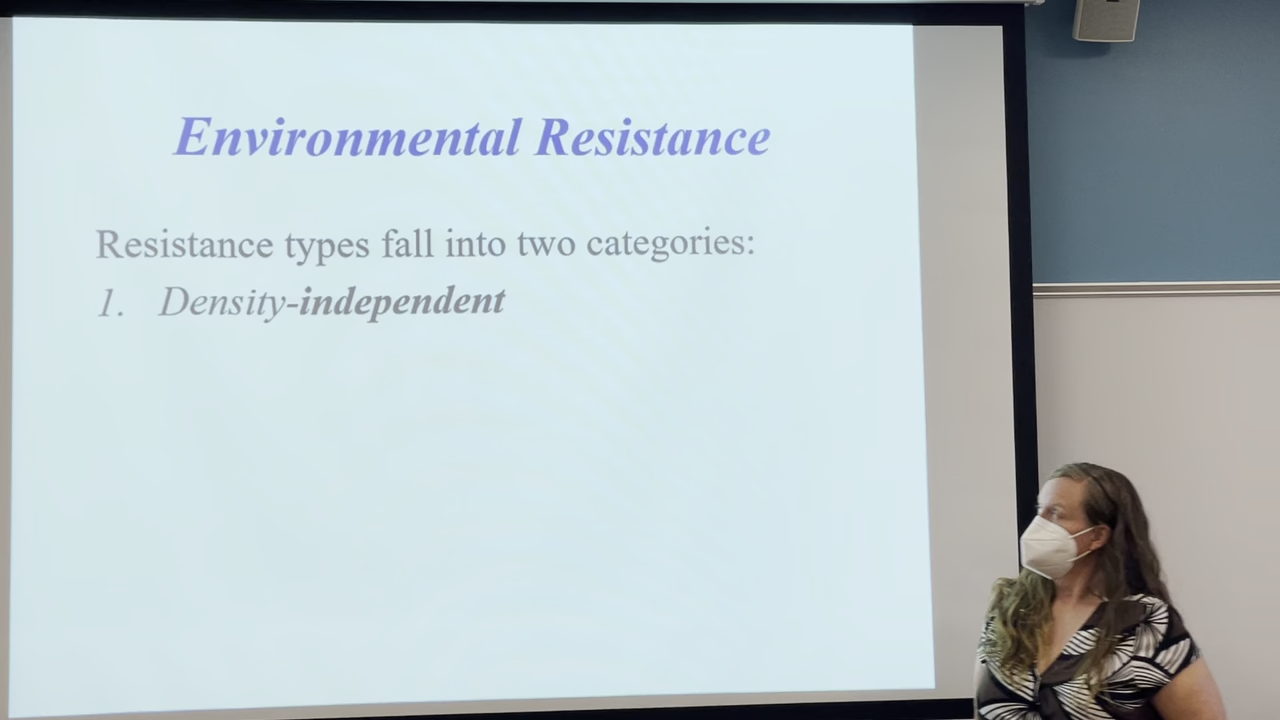 Environmental Resistance
Resistance types fall into two categories:
1. Density-independent